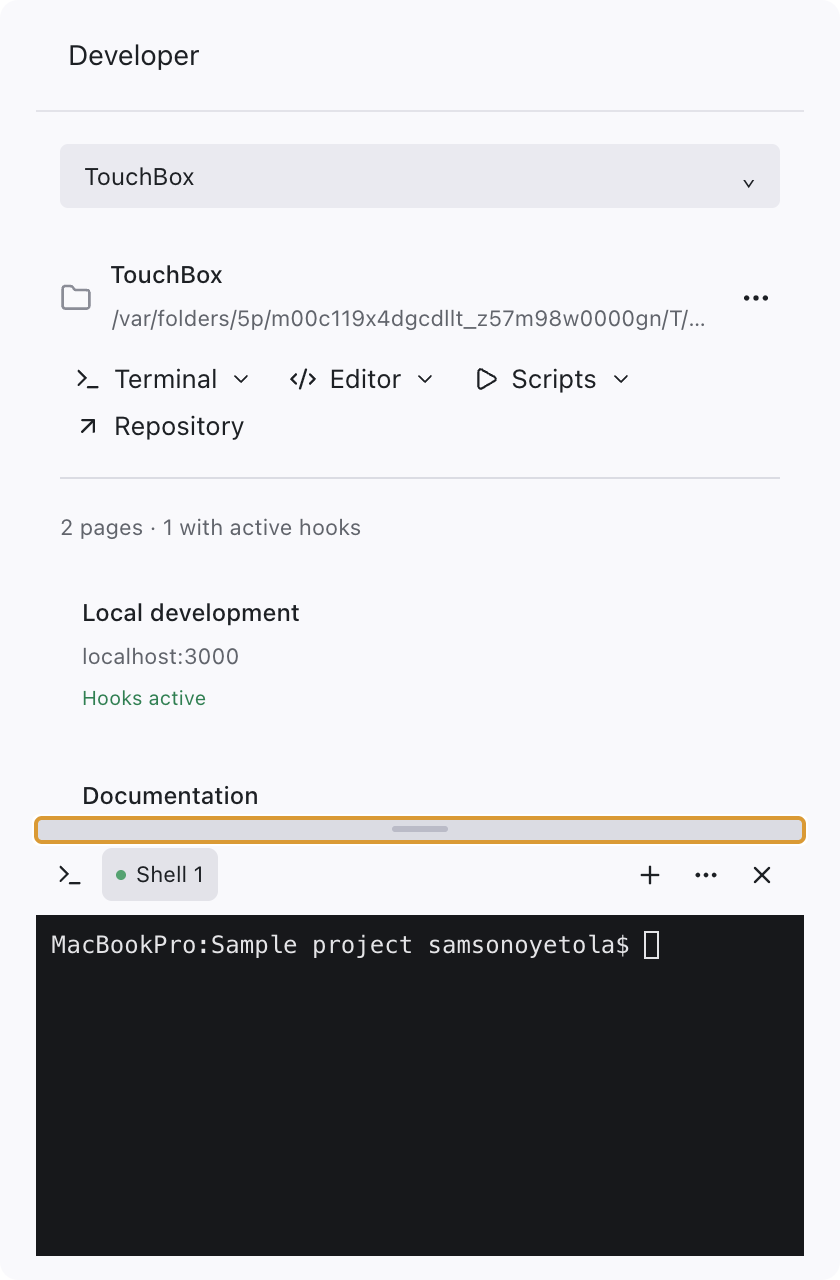 Developer
TouchBox
TouchBox
/var/folders/5p/m00c119x4dgcdllt_z57m98w0000gn/T/...
Terminal Editor Scripts
Repository
2 pages · 1 with active hooks
Local development
localhost:3000
Hooks active
Documentation
Shell 1
MacBookPro:Sample project samsonoyetola$